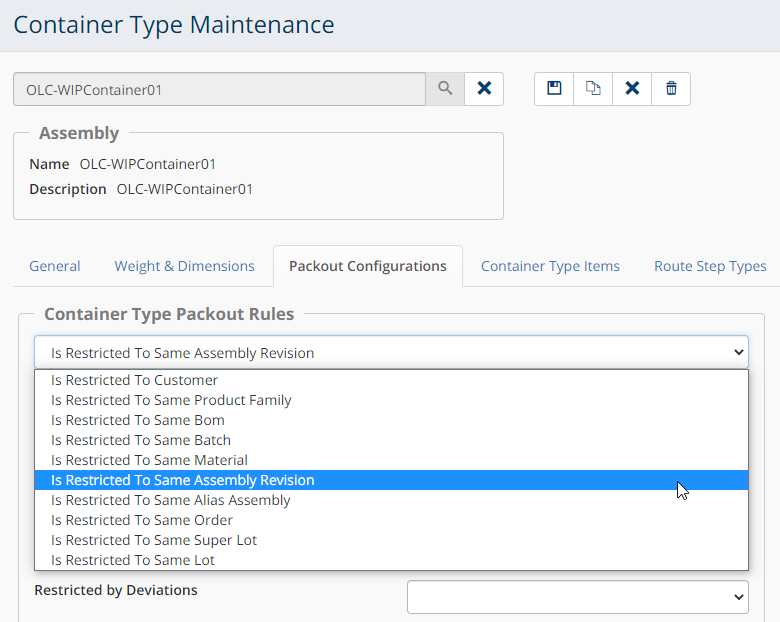 Container Type Maintenance
OLC-WIPContainer01
Assembly
Name OLC-WIPContainer01
Description OLC-WIPContainer01
General Weight & Dimensions Packout Configurations Container Type Items Route Step Types
Container Type Packout Rules
Is Restricted To Same Assembly Revision
Is Restricted To Customer
Is Restricted To Same Product Family
Is Restricted To Same Bom
Is Restricted To Same Batch
Is Restricted To Same Material
Is Restricted To Same Assembly Revision
Is Restricted To Same Alias Assembly
Is Restricted To Same Order
Is Restricted To Same Super Lot
Is Restricted To Same Lot
Restricted by Deviations